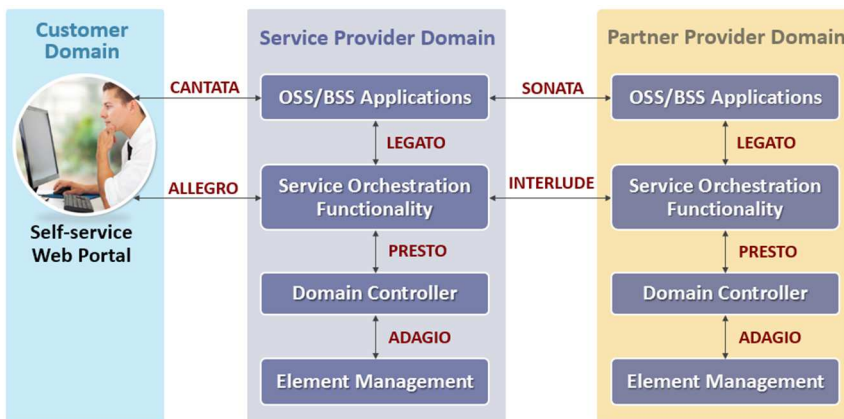 Customer
Domain
Service Provider Domain
Partner Provider Domain
CANTATA
OSS/BSS Applications
SONATA
OSS/BSS Applications
LEGATO
LEGATO
ALLEGRO
Service Orchestration
Functionality
INTERLUDE
Service Orchestration
Functionality
Self-service
Web Portal
PRESTO
PRESTO
Domain Controller
Domain Controller
ADAGIO
ADAGIO
Element Management
Element Management